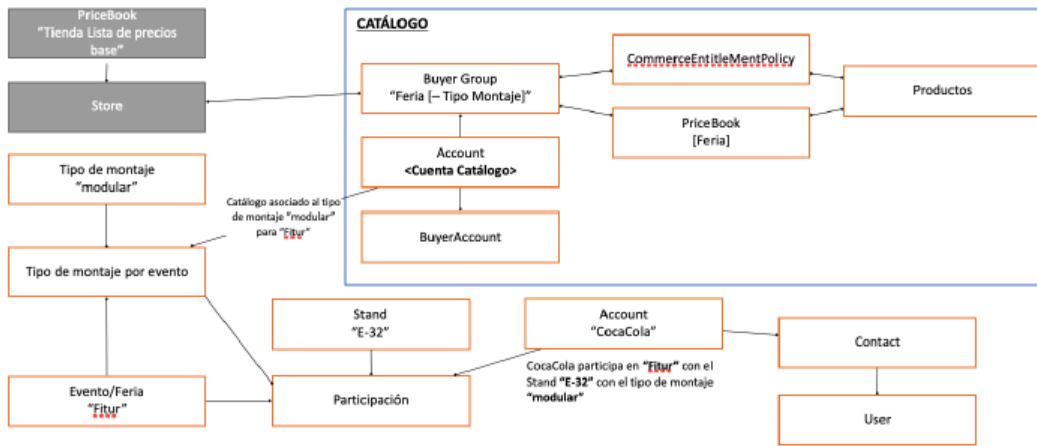 PriceBook
“Tienda Lista de precios
base”
Store
CATÁLOGO
Buyer Group
“Feria [– Tipo Montaje]”
CommerceEntitleMentPolicy
Productos
PriceBook
[Feria]
Account
<Cuenta Catálogo>
BuyerAccount
Tipo de montaje
“modular”
Catálogo asociado al tipo
de montaje “modular”
para “Fitur”
Tipo de montaje por evento
Stand
“E-32”
Account
“CocaCola”
Contact
CocaCola participa en “Fitur” con el
Stand “E-32” con el tipo de montaje
“modular”
Evento/Feria
“Fitur”
Participación
User